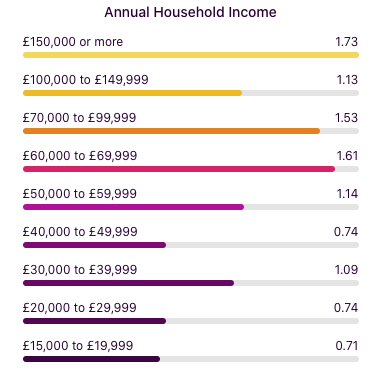 Annual Household Income
£150,000 or more 1.73
£100,000 to £149,999 1.13
£70,000 to £99,999 1.53
£60,000 to £69,999 1.61
£50,000 to £59,999 1.14
£40,000 to £49,999 0.74
£30,000 to £39,999 1.09
£20,000 to £29,999 0.74
£15,000 to £19,999 0.71